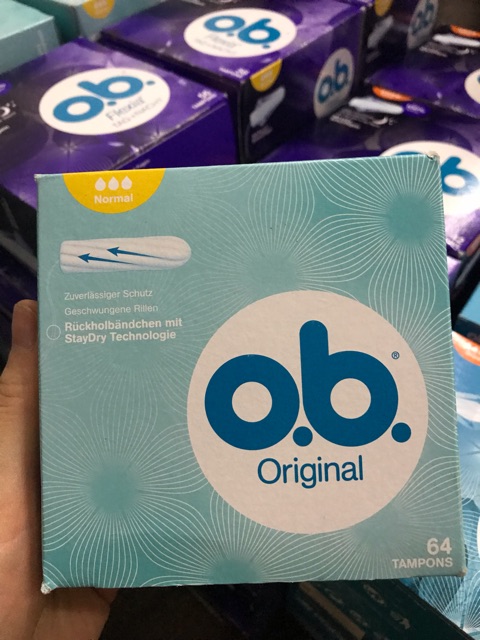 o.b.
Flexia
o.b.
o.b.
o.b.
Normal
Zuverlässiger Schutz
Geschwungene Rillen
Rückholbändchen mit
StayDry Technologie
o.b.®
Original
64
TAMPONS